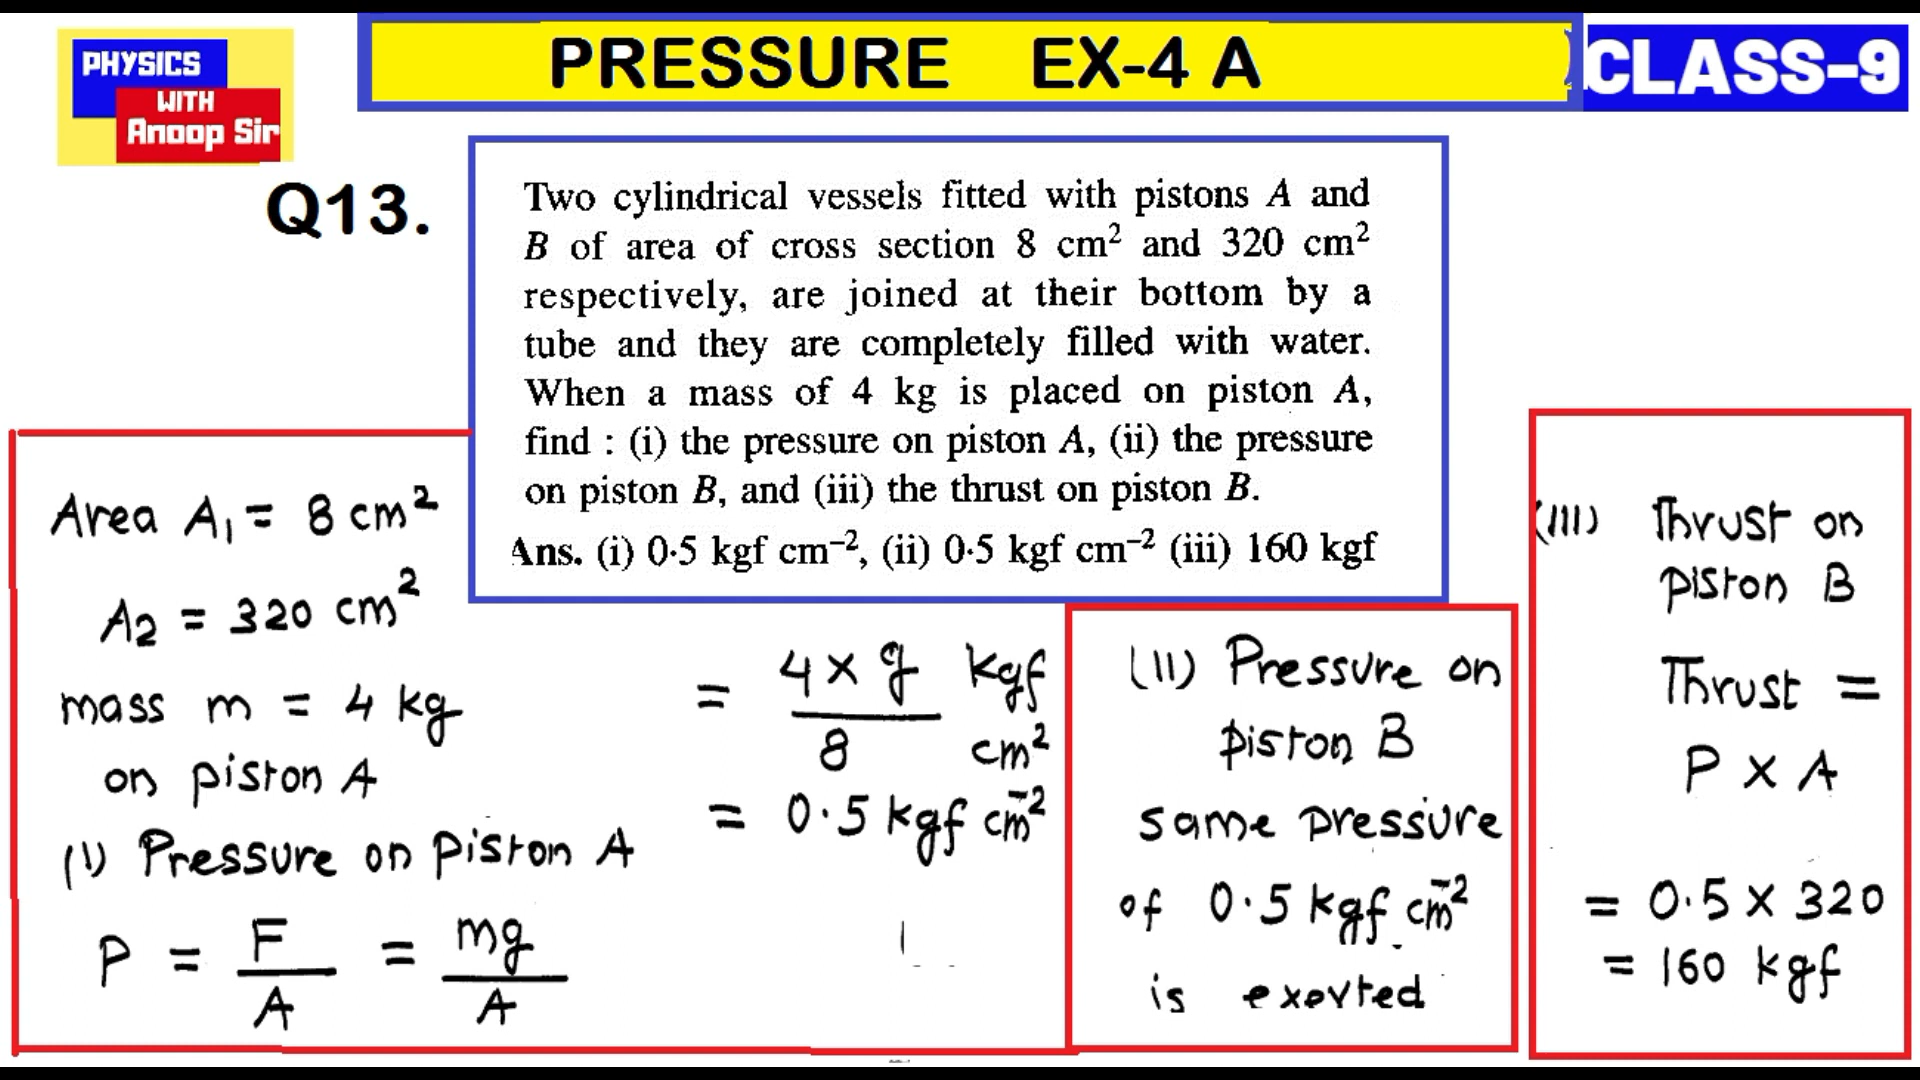 PHYSICS
WITH
Anoop Sir
PRESSURE EX-4 A
CLASS-9
Q13.
Two cylindrical vessels fitted with pistons A and
B of area of cross section 8 cm² and 320 cm²
respectively, are joined at their bottom by a
tube and they are completely filled with water.
When a mass of 4 kg is placed on piston A,
find : (i) the pressure on piston A, (ii) the pressure
on piston B, and (iii) the thrust on piston B.
Ans. (i) 0·5 kgf cm⁻², (ii) 0·5 kgf cm⁻² (iii) 160 kgf
Area A₁ = 8 cm²
A₂ = 320 cm²
mass m = 4 kg
on piston A
(i) Pressure on piston A
P = F/A = mg/A
= 4 × g/8 kgf/cm²
= 0.5 kgf cm⁻²
(II) Pressure on
piston B
same pressure
of 0.5 kgf cm⁻²
is exerted
(III) Thrust on
piston B
Thrust =
P × A
= 0.5 × 320
= 160 kgf